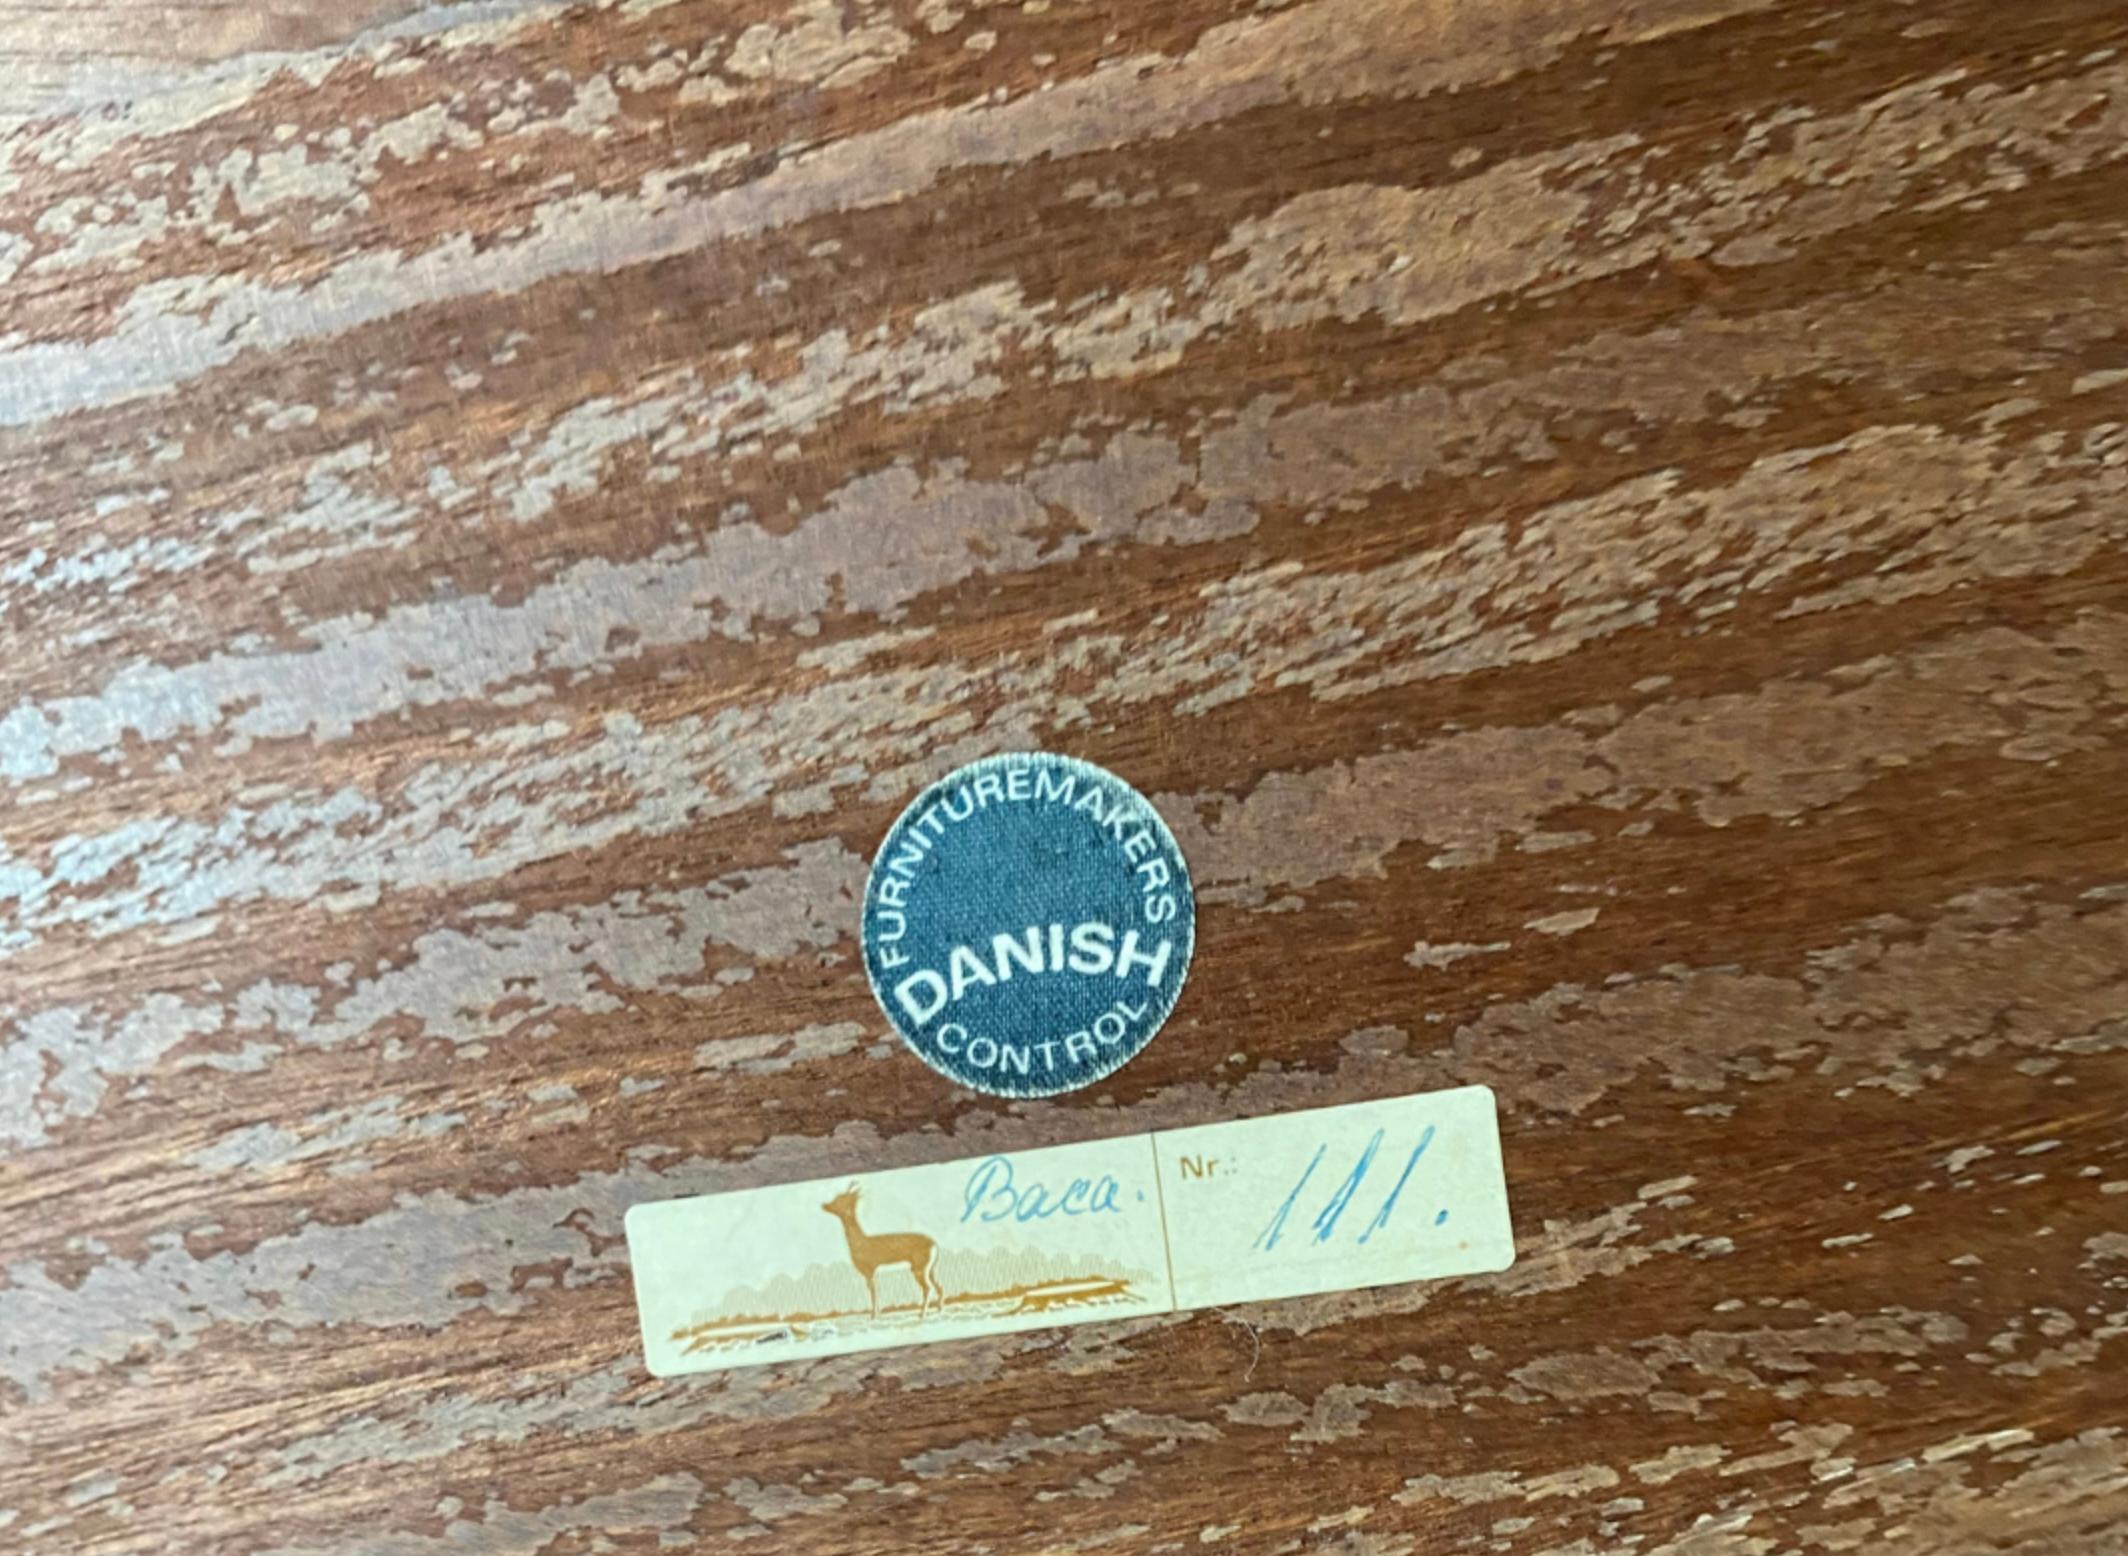 FURNITUREMAKERS
DANISH
CONTROL
Baca.
Nr.: 111.